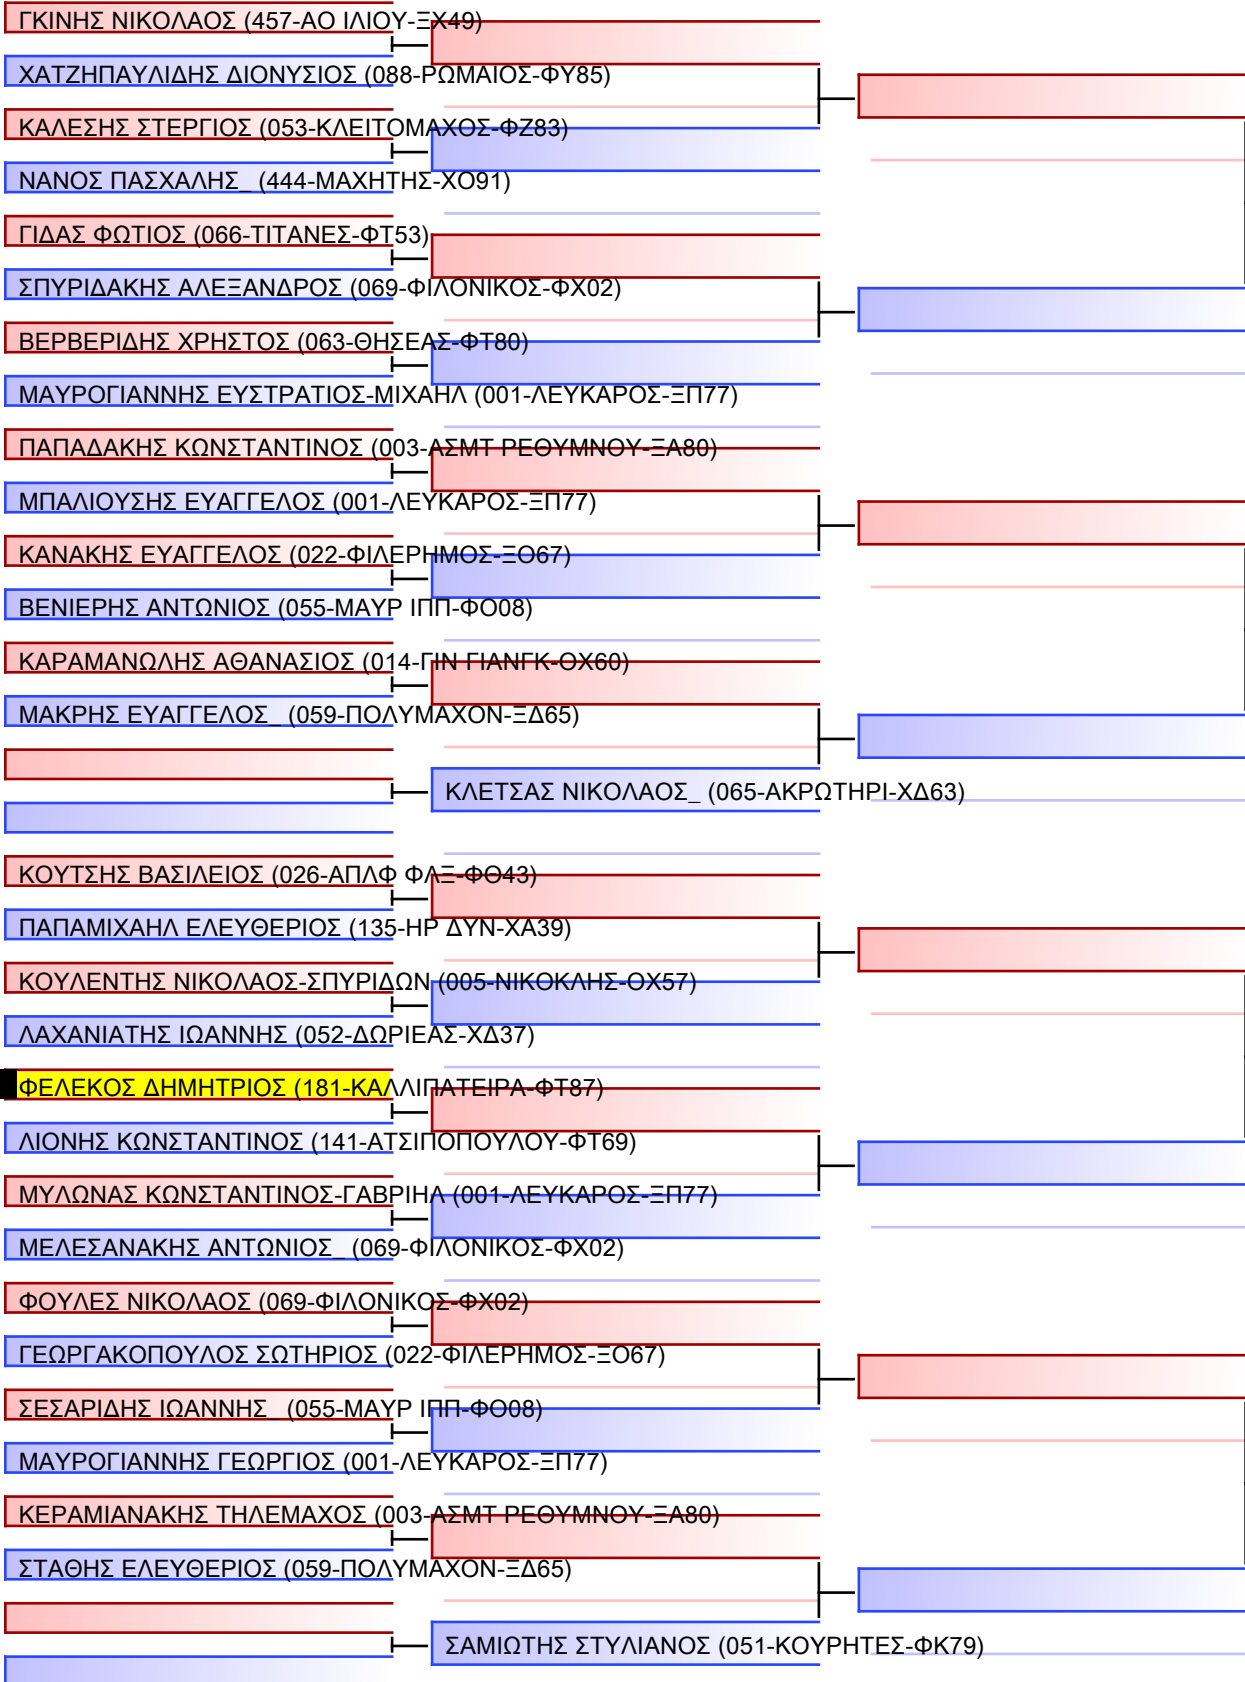 ΓΚΙΝΗΣ ΝΙΚΟΛΑΟΣ (457-ΑΟ ΙΛΙΟΥ-ΞΧ49)
ΧΑΤΖΗΠΑΥΛΙΔΗΣ ΔΙΟΝΥΣΙΟΣ (088-ΡΩΜΑΙΟΣ-ΦΥ85)
ΚΑΛΕΣΗΣ ΣΤΕΡΓΙΟΣ (053-ΚΛΕΙΤΟΜΑΧΟΣ-ΦΖ83)
ΝΑΝΟΣ ΠΑΣΧΑΛΗΣ_ (444-ΜΑΧΗΤΗΣ-ΧΟ91)
ΓΙΔΑΣ ΦΩΤΙΟΣ (066-ΤΙΤΑΝΕΣ-ΦΤ53)
ΣΠΥΡΙΔΑΚΗΣ ΑΛΕΞΑΝΔΡΟΣ (069-ΦΙΛΟΝΙΚΟΣ-ΦΧ02)
ΒΕΡΒΕΡΙΔΗΣ ΧΡΗΣΤΟΣ (063-ΘΗΣΕΑΣ-ΦΤ80)
ΜΑΥΡΟΓΙΑΝΝΗΣ ΕΥΣΤΡΑΤΙΟΣ-ΜΙΧΑΗΛ (001-ΛΕΥΚΑΡΟΣ-ΞΠ77)
ΠΑΠΑΔΑΚΗΣ ΚΩΝΣΤΑΝΤΙΝΟΣ (003-ΑΣΜΤ ΡΕΘΥΜΝΟΥ-ΞΑ80)
ΜΠΑΛΙΟΥΣΗΣ ΕΥΑΓΓΕΛΟΣ (001-ΛΕΥΚΑΡΟΣ-ΞΠ77)
ΚΑΝΑΚΗΣ ΕΥΑΓΓΕΛΟΣ (022-ΦΙΛΕΡΗΜΟΣ-ΞΟ67)
ΒΕΝΙΕΡΗΣ ΑΝΤΩΝΙΟΣ (055-ΜΑΥΡ ΙΠΠ-ΦΟ08)
ΚΑΡΑΜΑΝΩΛΗΣ ΑΘΑΝΑΣΙΟΣ (014-ΓΙΝ ΓΙΑΝΓΚ-ΟΧ60)
ΜΑΚΡΗΣ ΕΥΑΓΓΕΛΟΣ_ (059-ΠΟΛΥΜΑΧΟΝ-ΞΔ65)
ΚΛΕΤΣΑΣ ΝΙΚΟΛΑΟΣ_ (065-ΑΚΡΩΤΗΡΙ-ΧΔ63)
ΚΟΥΤΣΗΣ ΒΑΣΙΛΕΙΟΣ (026-ΑΠΛΦ ΦΛΞ-ΦΘ43)
ΠΑΠΑΜΙΧΑΗΛ ΕΛΕΥΘΕΡΙΟΣ (135-ΗΡ ΔΥΝ-ΧΑ39)
ΚΟΥΛΕΝΤΗΣ ΝΙΚΟΛΑΟΣ-ΣΠΥΡΙΔΩΝ (005-ΝΙΚΟΚΛΗΣ-ΟΧ57)
ΛΑΧΑΝΙΑΤΗΣ ΙΩΑΝΝΗΣ (052-ΔΩΡΙΕΑΣ-ΧΔ37)
ΦΕΛΕΚΟΣ ΔΗΜΗΤΡΙΟΣ (181-ΚΑΛΛΙΠΑΤΕΙΡΑ-ΦΤ87)
ΛΙΟΝΗΣ ΚΩΝΣΤΑΝΤΙΝΟΣ (141-ΑΤΣΙΠΟΠΟΥΛΟΥ-ΦΤ69)
ΜΥΛΩΝΑΣ ΚΩΝΣΤΑΝΤΙΝΟΣ-ΓΑΒΡΙΗΛ (001-ΛΕΥΚΑΡΟΣ-ΞΠ77)
ΜΕΛΕΣΑΝΑΚΗΣ ΑΝΤΩΝΙΟΣ_ (069-ΦΙΛΟΝΙΚΟΣ-ΦΧ02)
ΦΟΥΛΕΣ ΝΙΚΟΛΑΟΣ (069-ΦΙΛΟΝΙΚΟΣ-ΦΧ02)
ΓΕΩΡΓΑΚΟΠΟΥΛΟΣ ΣΩΤΗΡΙΟΣ (022-ΦΙΛΕΡΗΜΟΣ-ΞΟ67)
ΣΕΣΑΡΙΔΗΣ ΙΩΑΝΝΗΣ_ (055-ΜΑΥΡ ΙΠΠ-ΦΟ08)
ΜΑΥΡΟΓΙΑΝΝΗΣ ΓΕΩΡΓΙΟΣ (001-ΛΕΥΚΑΡΟΣ-ΞΠ77)
ΚΕΡΑΜΙΑΝΑΚΗΣ ΤΗΛΕΜΑΧΟΣ (003-ΑΣΜΤ ΡΕΘΥΜΝΟΥ-ΞΑ80)
ΣΤΑΘΗΣ ΕΛΕΥΘΕΡΙΟΣ (059-ΠΟΛΥΜΑΧΟΝ-ΞΔ65)
ΣΑΜΙΩΤΗΣ ΣΤΥΛΙΑΝΟΣ (051-ΚΟΥΡΗΤΕΣ-ΦΚ79)